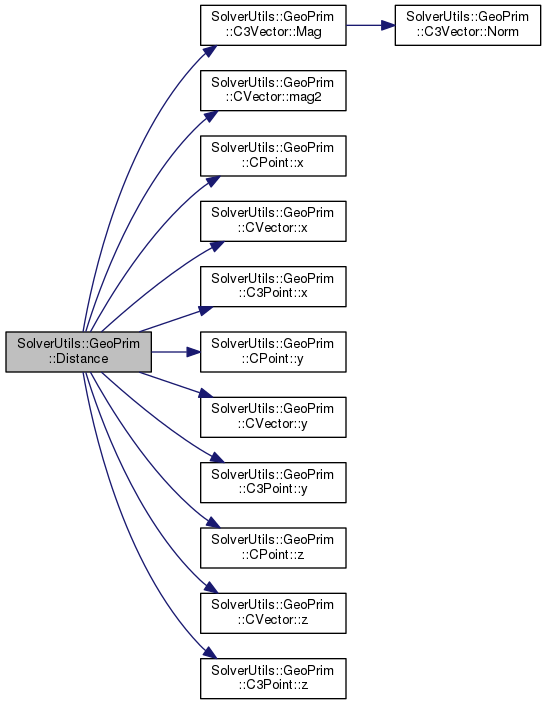 SolverUtils::GeoPrim
::C3Vector::Mag
SolverUtils::GeoPrim
::C3Vector::Norm
SolverUtils::GeoPrim
::CVector::mag2
SolverUtils::GeoPrim
::CPoint::x
SolverUtils::GeoPrim
::CVector::x
SolverUtils::GeoPrim
::C3Point::x
SolverUtils::GeoPrim
::Distance
SolverUtils::GeoPrim
::CPoint::y
SolverUtils::GeoPrim
::CVector::y
SolverUtils::GeoPrim
::C3Point::y
SolverUtils::GeoPrim
::CPoint::z
SolverUtils::GeoPrim
::CVector::z
SolverUtils::GeoPrim
::C3Point::z